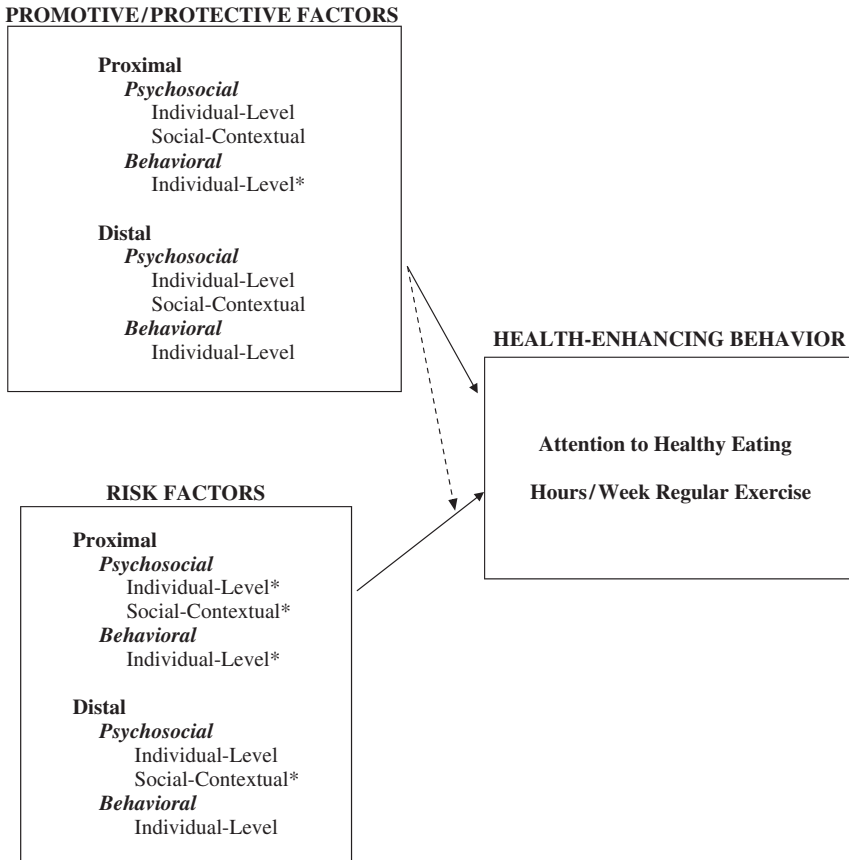 PROMOTIVE/PROTECTIVE FACTORS
Proximal
Psychosocial
Individual-Level
Social-Contextual
Behavioral
Individual-Level*
Distal
Psychosocial
Individual-Level
Social-Contextual
Behavioral
Individual-Level
HEALTH-ENHANCING BEHAVIOR
Attention to Healthy Eating
Hours/Week Regular Exercise
RISK FACTORS
Proximal
Psychosocial
Individual-Level*
Social-Contextual*
Behavioral
Individual-Level*
Distal
Psychosocial
Individual-Level
Social-Contextual*
Behavioral
Individual-Level